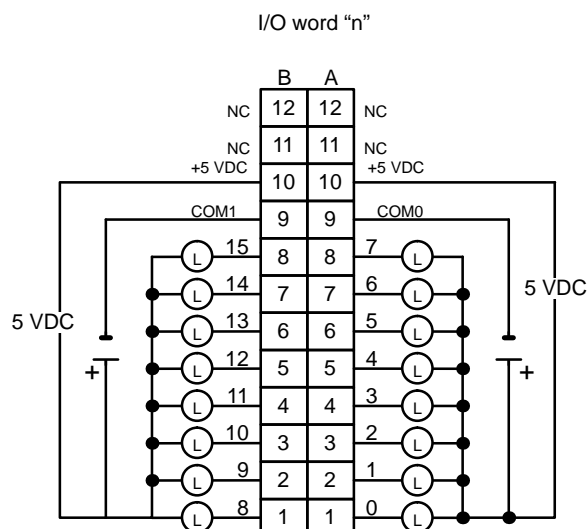 I/O word “n”
B A
NC 12 12 NC
NC 11 11 NC
+5 VDC 10 10 +5 VDC
COM1 9 9 COM0
L 15 8 8 7 L
L 14 7 7 6 L
5 VDC 5 VDC
L 13 6 6 5 L
L 12 5 5 4 L
+ +
L 11 4 4 3 L
L 10 3 3 2 L
L 9 2 2 1 L
L 8 1 1 0 L